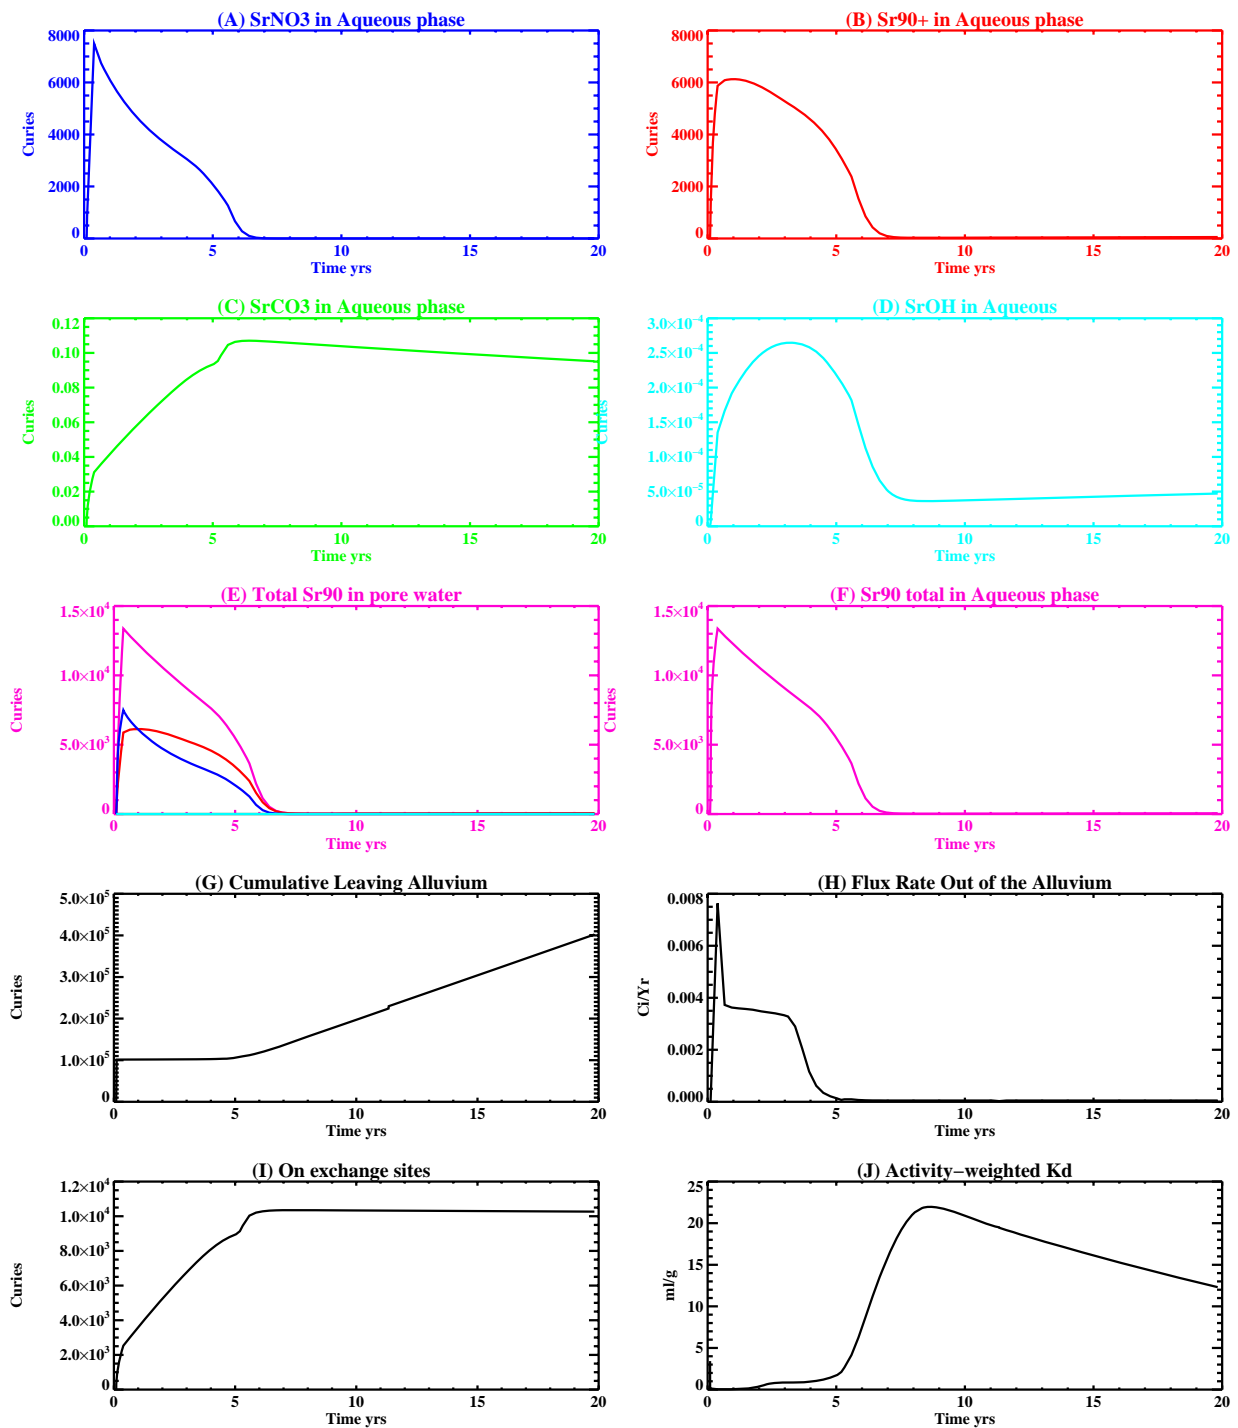 (A) SrNO3 in Aqueous phase
8000
6000
4000
2000
0
Curies
0 5 10 15 20
Time yrs
(B) Sr90+ in Aqueous phase
8000
6000
4000
2000
0
Curies
0 5 10 15 20
Time yrs
(C) SrCO3 in Aqueous phase
0.12
0.10
0.08
0.06
0.04
0.02
0.00
Curies
0 5 10 15 20
Time yrs
(D) SrOH in Aqueous
3.0×10⁻⁴
2.5×10⁻⁴
2.0×10⁻⁴
1.5×10⁻⁴
1.0×10⁻⁴
5.0×10⁻⁵
0
Curies
0 5 10 15 20
Time yrs
(E) Total Sr90 in pore water
1.5×10⁴
1.0×10⁴
5.0×10³
0
Curies
0 5 10 15 20
Time yrs
(F) Sr90 total in Aqueous phase
1.5×10⁴
1.0×10⁴
5.0×10³
0
Curies
0 5 10 15 20
Time yrs
(G) Cumulative Leaving Alluvium
5.0×10⁵
4.0×10⁵
3.0×10⁵
2.0×10⁵
1.0×10⁵
0
Curies
0 5 10 15 20
Time yrs
(H) Flux Rate Out of the Alluvium
0.008
0.006
0.004
0.002
0.000
Ci/Yr
0 5 10 15 20
Time yrs
(I) On exchange sites
1.2×10⁴
1.0×10⁴
8.0×10³
6.0×10³
4.0×10³
2.0×10³
0
Curies
0 5 10 15 20
Time yrs
(J) Activity−weighted Kd
25
20
15
10
5
0
ml/g
0 5 10 15 20
Time yrs